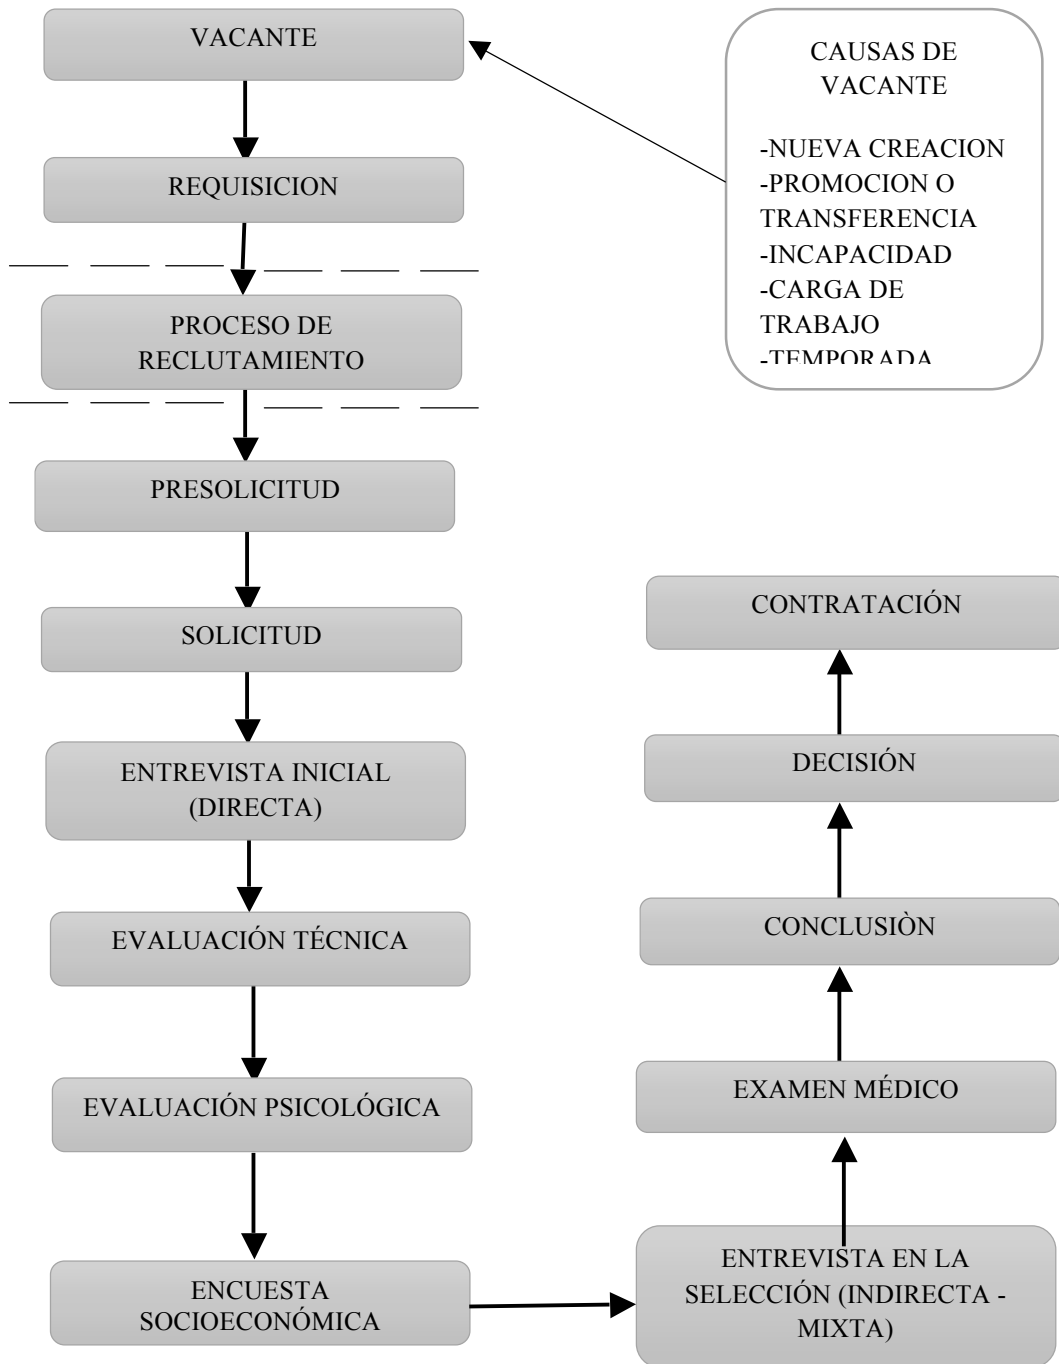 VACANTE
CAUSAS DE
VACANTE
-NUEVA CREACION
-PROMOCION O
TRANSFERENCIA
-INCAPACIDAD
-CARGA DE
TRABAJO
-TEMPORADA
REQUISICION
PROCESO DE
RECLUTAMIENTO
PRESOLICITUD
SOLICITUD
ENTREVISTA INICIAL
(DIRECTA)
EVALUACIÓN TÉCNICA
EVALUACIÓN PSICOLÓGICA
ENCUESTA
SOCIOECONÓMICA
ENTREVISTA EN LA
SELECCIÓN (INDIRECTA -
MIXTA)
EXAMEN MÉDICO
CONCLUSIÒN
DECISIÓN
CONTRATACIÓN